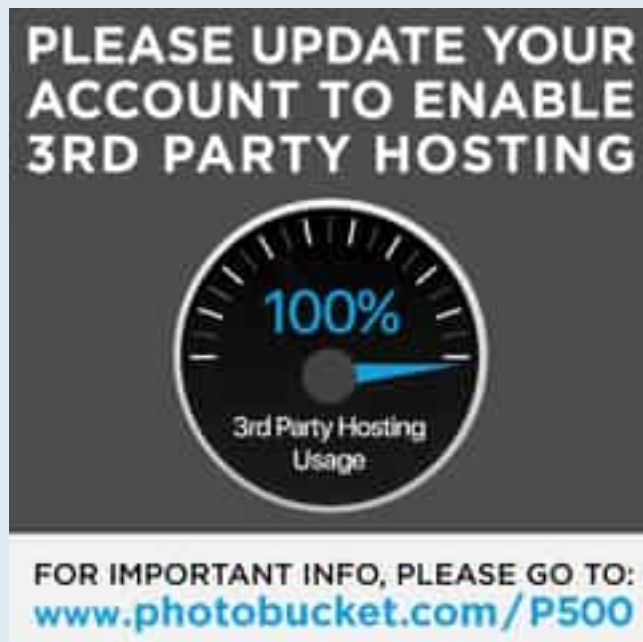 PLEASE UPDATE YOUR
ACCOUNT TO ENABLE
3RD PARTY HOSTING
100%
3rd Party Hosting
Usage
FOR IMPORTANT INFO, PLEASE GO TO:
www.photobucket.com/P500